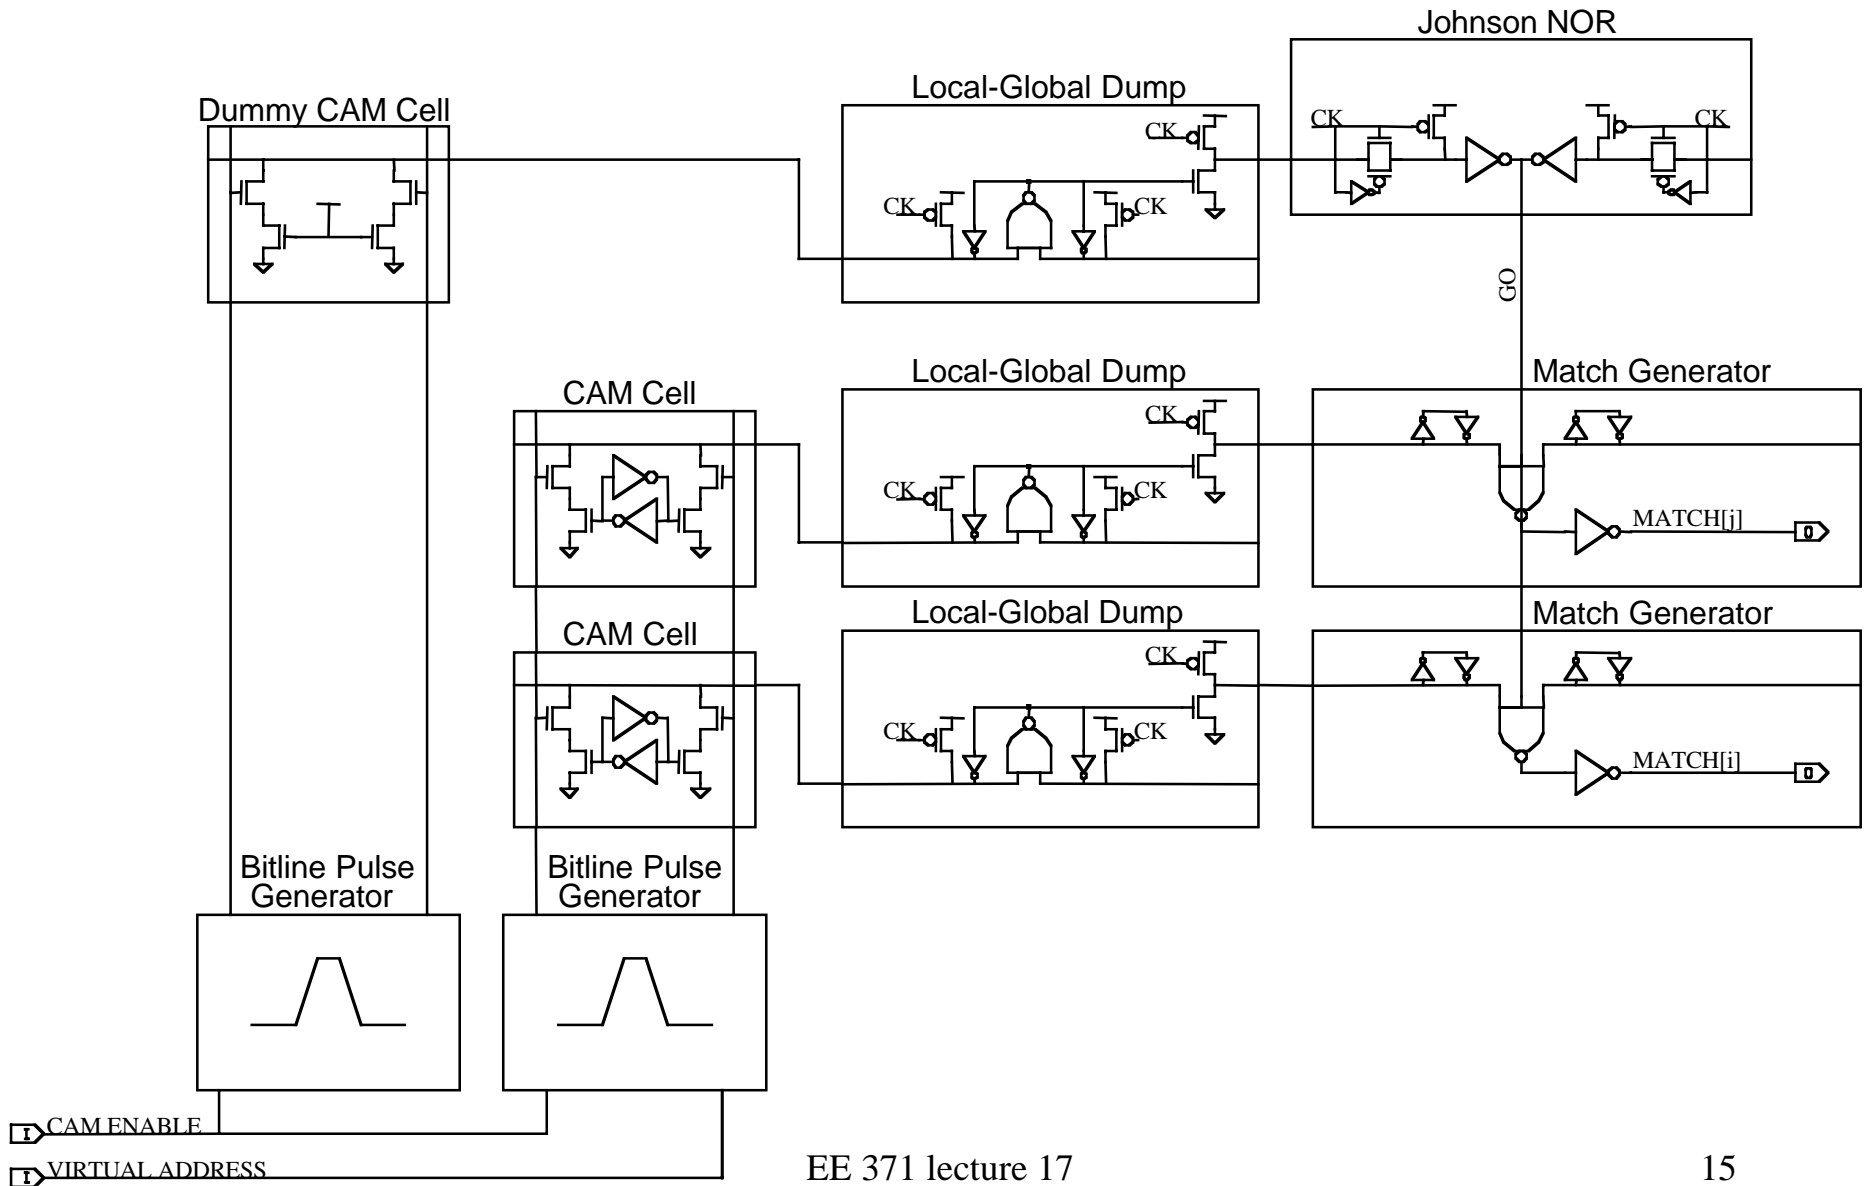 Johnson NOR
Local-Global Dump
Dummy CAM Cell
CK
CK
CK
CK
CK
GO
Local-Global Dump
Match Generator
CAM Cell
CK
CK
CK
MATCH[j]
O
Local-Global Dump
Match Generator
CAM Cell
CK
CK
CK
MATCH[i]
O
Bitline Pulse
Generator
Bitline Pulse
Generator
I CAM ENABLE
I VIRTUAL ADDRESS
EE 371 lecture 17
15